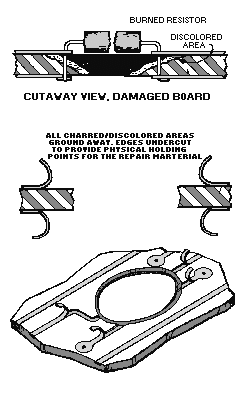 BURNED RESISTOR
DISCOLORED
AREA
CUTAWAY VIEW, DAMAGED BOARD
ALL CHARRED/DISCOLORED AREAS
GROUND AWAY. EDGES UNDERCUT
TO PROVIDE PHYSICAL HOLDING
POINTS FOR THE REPAIR MARTERIAL